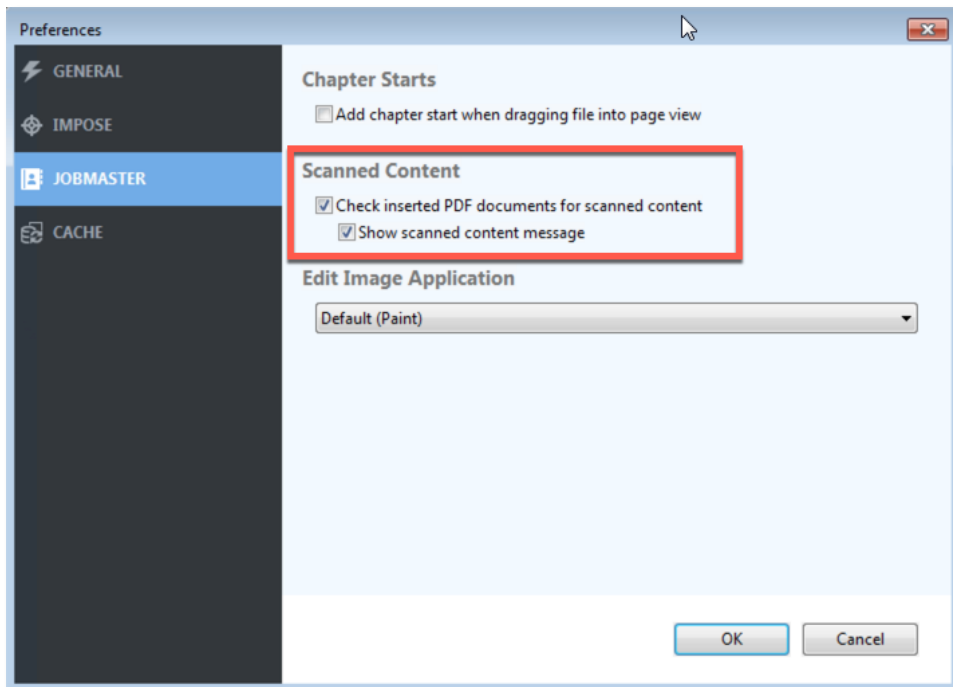 Preferences
GENERAL
IMPOSE
JOBMASTER
CACHE
Chapter Starts
Add chapter start when dragging file into page view
Scanned Content
Check inserted PDF documents for scanned content
Show scanned content message
Edit Image Application
Default (Paint)
OK
Cancel